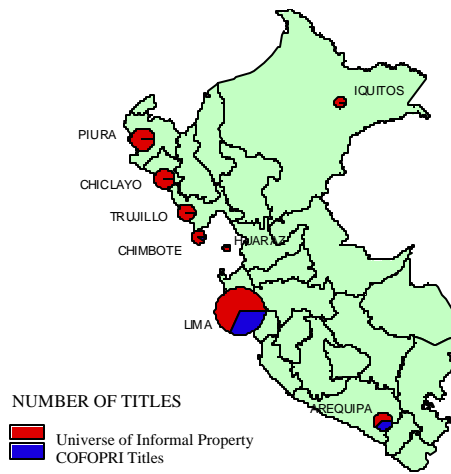 IQUITOS
PIURA
CHICLAYO
TRUJILLO
CHIMBOTE
HUARAZ
LIMA
AREQUIPA
NUMBER OF TITLES
Universe of Informal Property
COFOPRI Titles